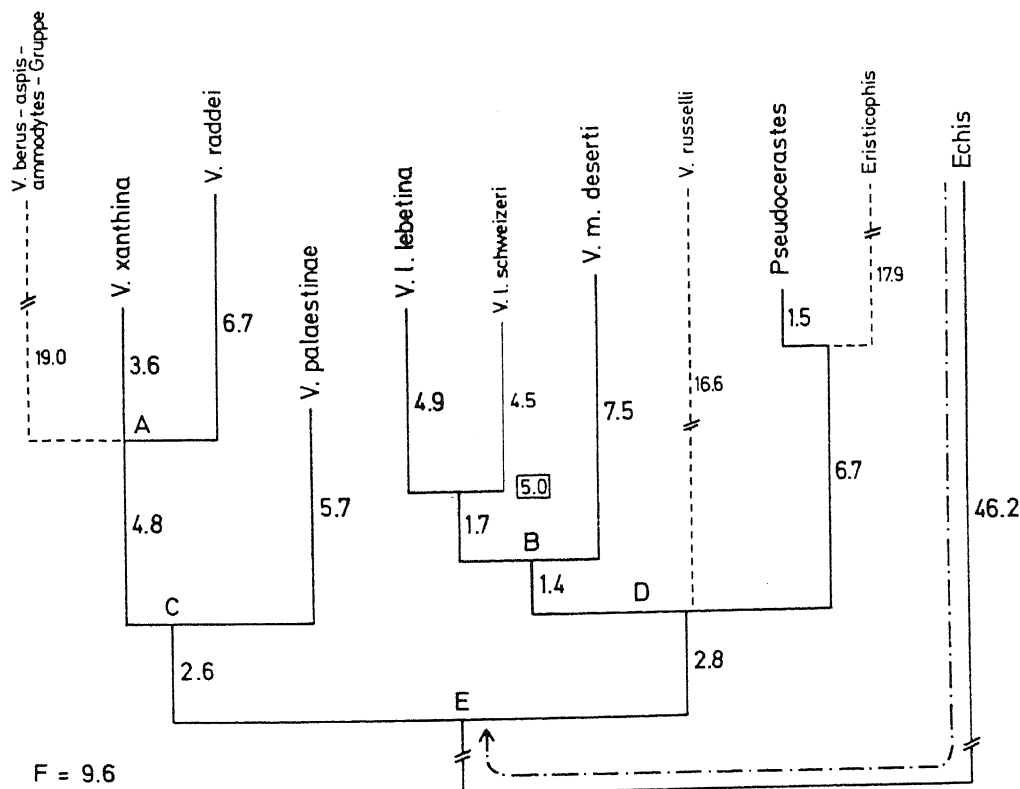 V. berus - aspis -
ammodytes - Gruppe
V. xanthina
V. raddei
V. palaestinae
V. l. lebetina
V. l. schweizeri
V. m. deserti
V. russelli
Pseudocerastes
Eristicophis
Echis
19.0
3.6
6.7
A
4.8
5.7
C
2.6
4.9
4.5
5.0
1.7
7.5
B
1.4
16.6
D
1.5
17.9
6.7
2.8
46.2
E
F = 9.6